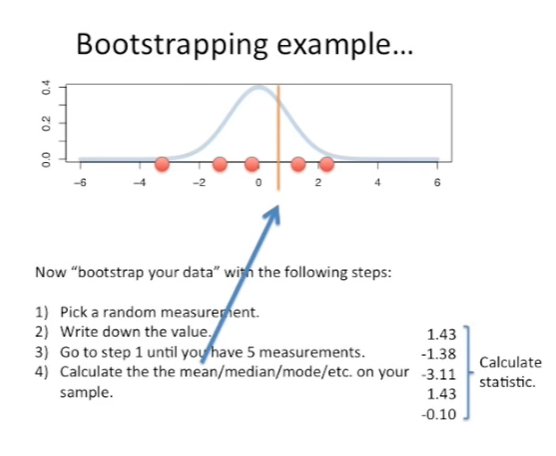 Bootstrapping example...
0.4
0.2
0.0
-6 -4 -2 0 2 4 6
Now “bootstrap your data” with the following steps:
1) Pick a random measurement.
2) Write down the value.
3) Go to step 1 until you have 5 measurements.
4) Calculate the the mean/median/mode/etc. on your
sample.
1.43
-1.38
-3.11
1.43
-0.10
Calculate
statistic.